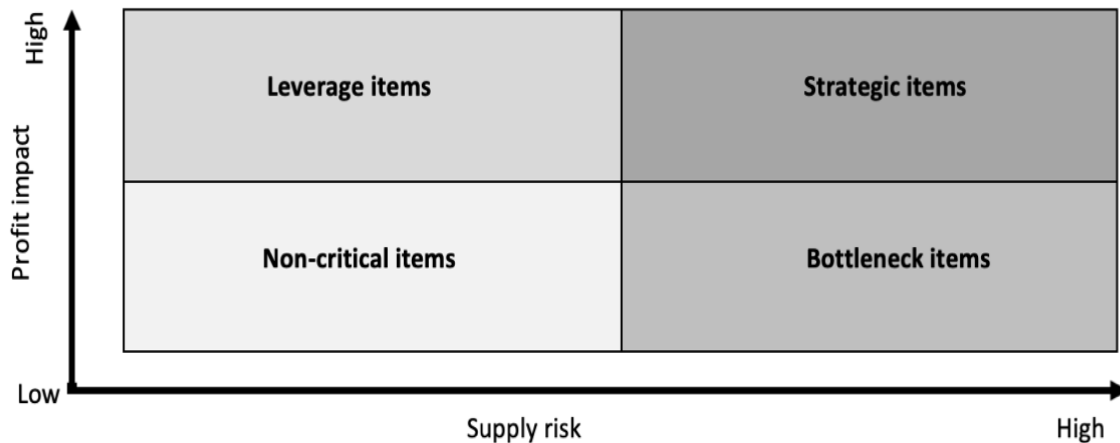 High
Profit impact
Leverage items
Strategic items
Non-critical items
Bottleneck items
Low
Supply risk
High